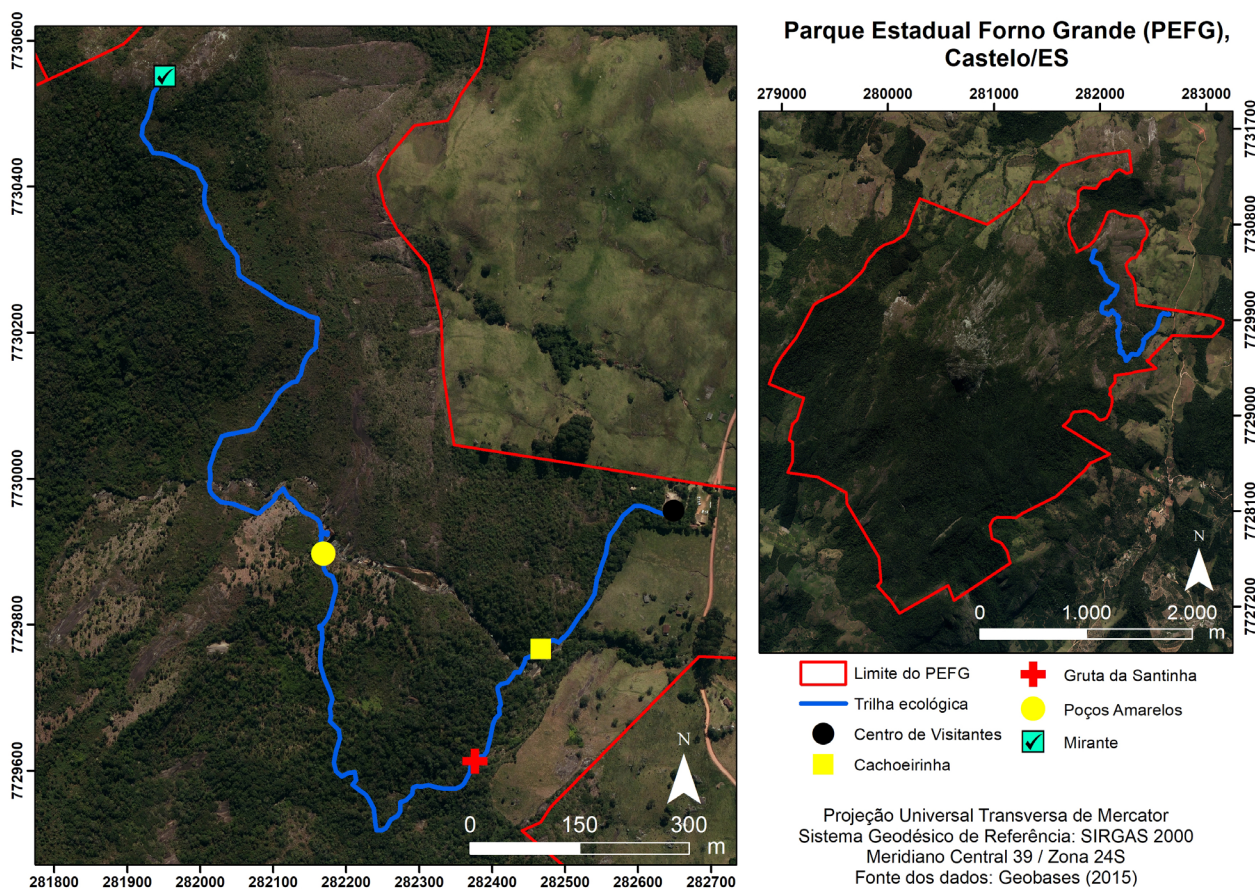 Parque Estadual Forno Grande (PEFG),
Castelo/ES
7730600
7730400
7730200
7730000
7729800
7729600
N
0 150 300
m
281800 281900 282000 282100 282200 282300 282400 282500 282600 282700
279000 280000 281000 282000 283000
7731700
7730800
7729900
7729000
7728100
7727200
N
0 1.000 2.000
m
Limite do PEFG
Trilha ecológica
Centro de Visitantes
Cachoeirinha
Gruta da Santinha
Poços Amarelos
Mirante
Projeção Universal Transversa de Mercator
Sistema Geodésico de Referência: SIRGAS 2000
Meridiano Central 39 / Zona 24S
Fonte dos dados: Geobases (2015)